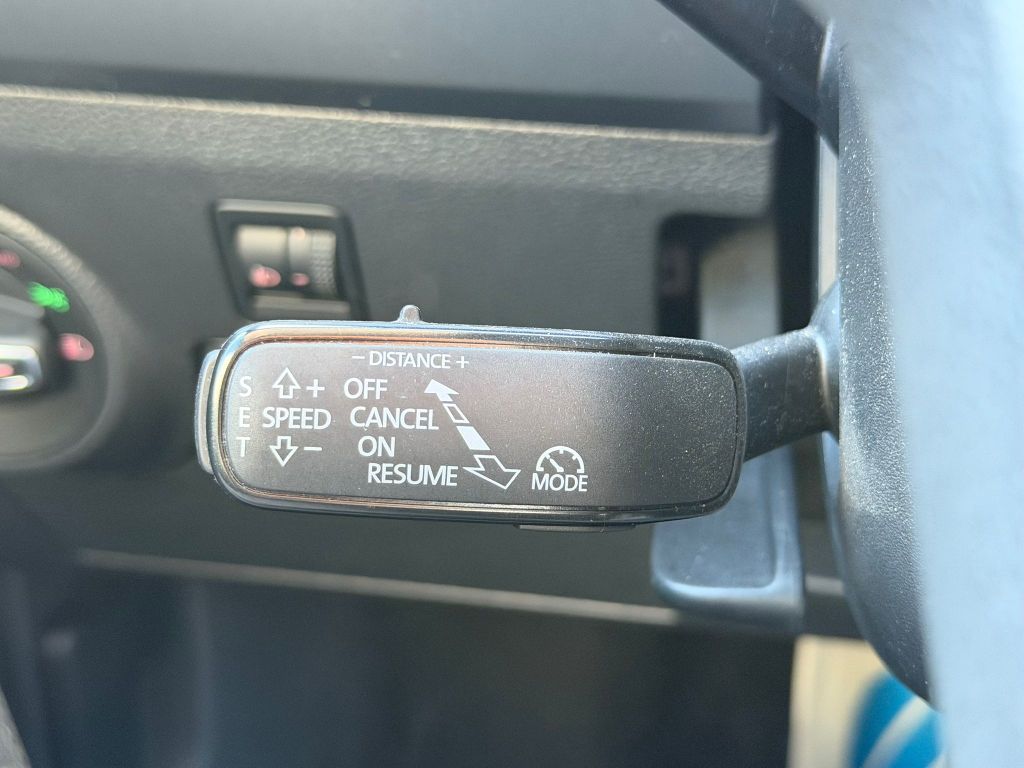 − DISTANCE +
S + OFF
E SPEED CANCEL
T − ON
RESUME
MODE